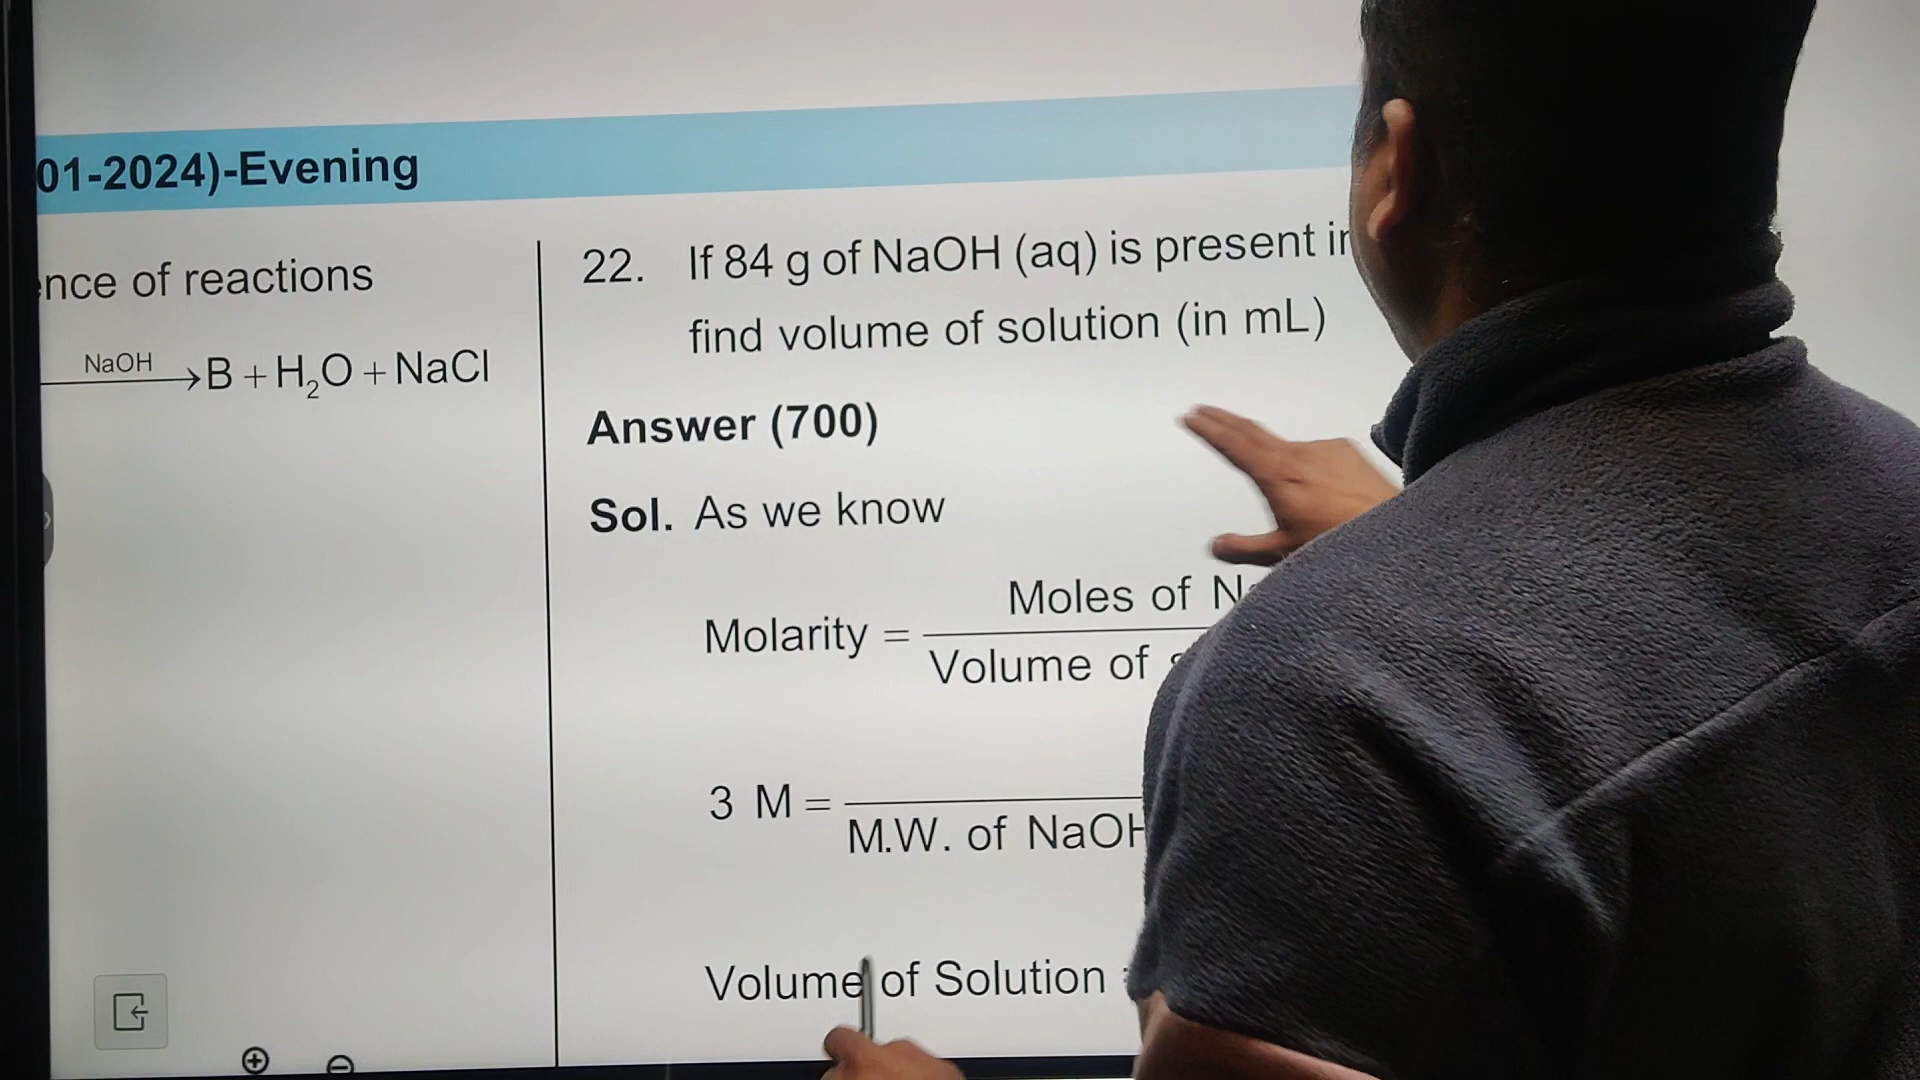 01-2024)-Evening
nce of reactions
NaOH
→B + H₂O + NaCl
22. If 84 g of NaOH (aq) is present
find volume of solution (in mL)
Answer (700)
Sol. As we know
Molarity = Moles of
Volume of
3 M =
M.W. of NaOH
Volume of Solution